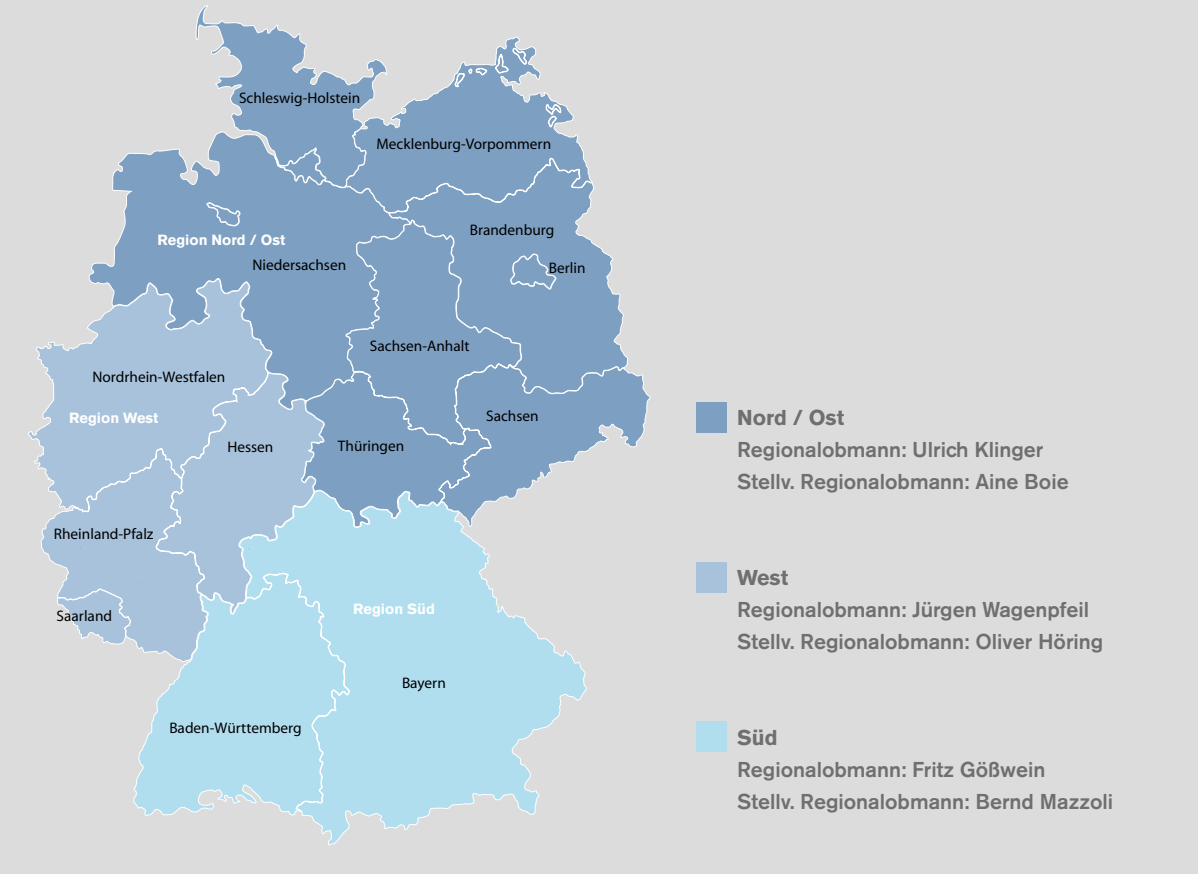 Schleswig-Holstein
Mecklenburg-Vorpommern
Brandenburg
Region Nord / Ost
Niedersachsen
Berlin
Sachsen-Anhalt
Nordrhein-Westfalen
Region West
Sachsen
Hessen
Thüringen
Rheinland-Pfalz
Saarland
Region Süd
Bayern
Baden-Württemberg
Nord / Ost
Regionalobmann: Ulrich Klinger
Stellv. Regionalobmann: Aine Boie
West
Regionalobmann: Jürgen Wagenpfeil
Stellv. Regionalobmann: Oliver Höring
Süd
Regionalobmann: Fritz Gößwein
Stellv. Regionalobmann: Bernd Mazzoli